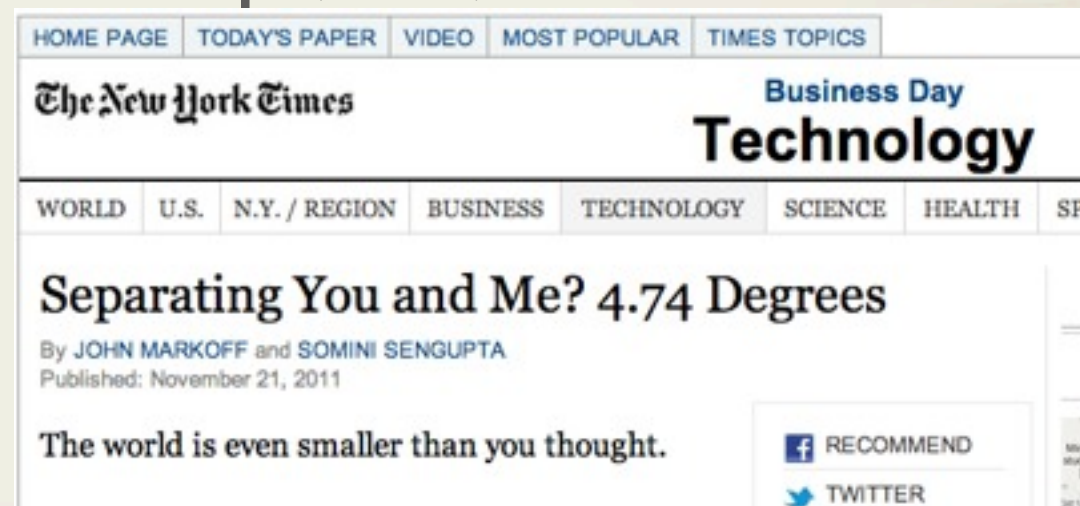 HOME PAGE TODAY'S PAPER VIDEO MOST POPULAR TIMES TOPICS
The New York Times
Business Day
Technology
WORLD U.S. N.Y. / REGION BUSINESS TECHNOLOGY SCIENCE HEALTH
Separating You and Me? 4.74 Degrees
By JOHN MARKOFF and SOMINI SENGUPTA
Published: November 21, 2011
The world is even smaller than you thought.
RECOMMEND
TWITTER